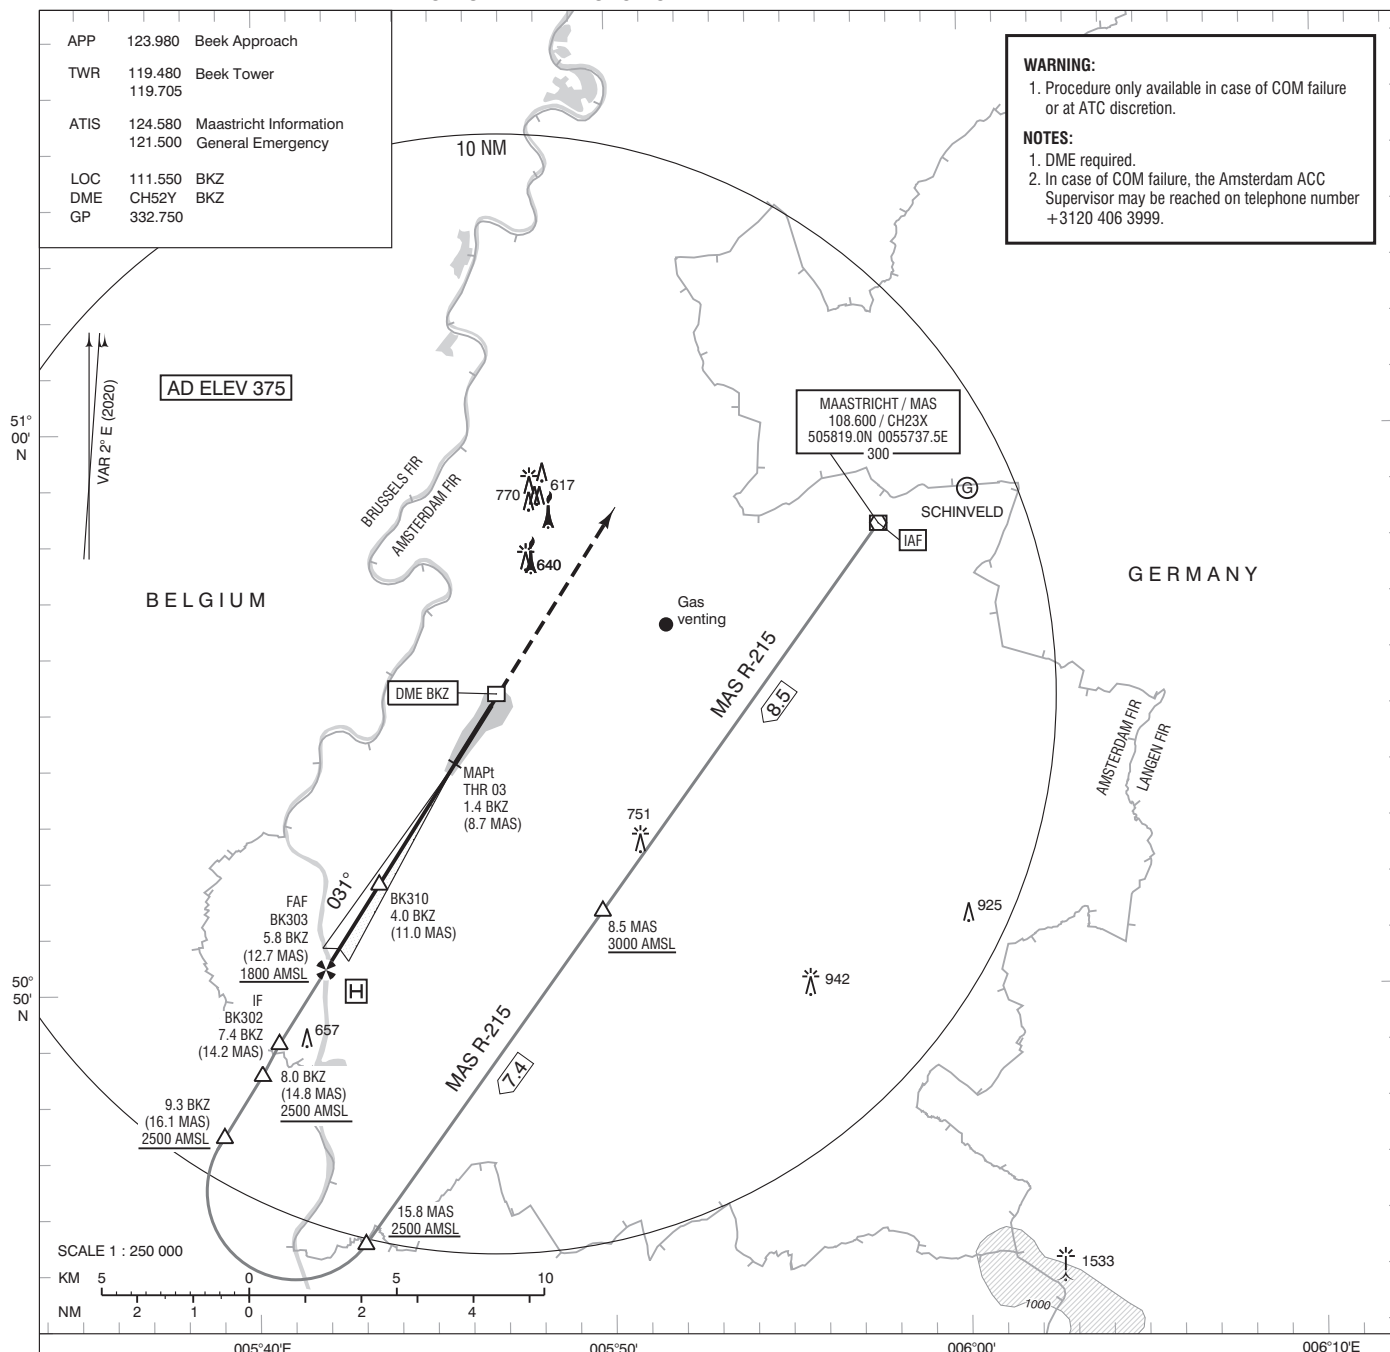 APP 123.980 Beek Approach
TWR 119.480 Beek Tower
119.705
ATIS 124.580 Maastricht Information
121.500 General Emergency
LOC 111.550 BKZ
DME CH52Y BKZ
GP 332.750
WARNING:
1. Procedure only available in case of COM failure
or at ATC discretion.
NOTES:
1. DME required.
2. In case of COM failure, the Amsterdam ACC
Supervisor may be reached on telephone number
+3120 406 3999.
10 NM
VAR 2° E (2020)
AD ELEV 375
51°
00'
N
MAASTRICHT / MAS
108.600 / CH23X
505819.0N 0055737.5E
300
BRUSSELS FIR
AMSTERDAM FIR
770
617
640
G
SCHINVELD
IAF
BELGIUM
GERMANY
Gas
venting
MAS R-215
8.5
DME BKZ
AMSTERDAM FIR
LANGEN FIR
MAPt
THR 03
1.4 BKZ
(8.7 MAS)
751
031°
BK310
4.0 BKZ
(11.0 MAS)
FAF
BK303
5.8 BKZ
(12.7 MAS)
1800 AMSL
8.5 MAS
3000 AMSL
925
942
50°
50'
N
H
IF
BK302
7.4 BKZ
(14.2 MAS)
657
MAS R-215
7.4
8.0 BKZ
(14.8 MAS)
2500 AMSL
9.3 BKZ
(16.1 MAS)
2500 AMSL
15.8 MAS
2500 AMSL
1533
1000
SCALE 1 : 250 000
KM 5 0 5 10
NM 2 1 0 2 4
005°40'E 005°50' 006°00' 006°10'E